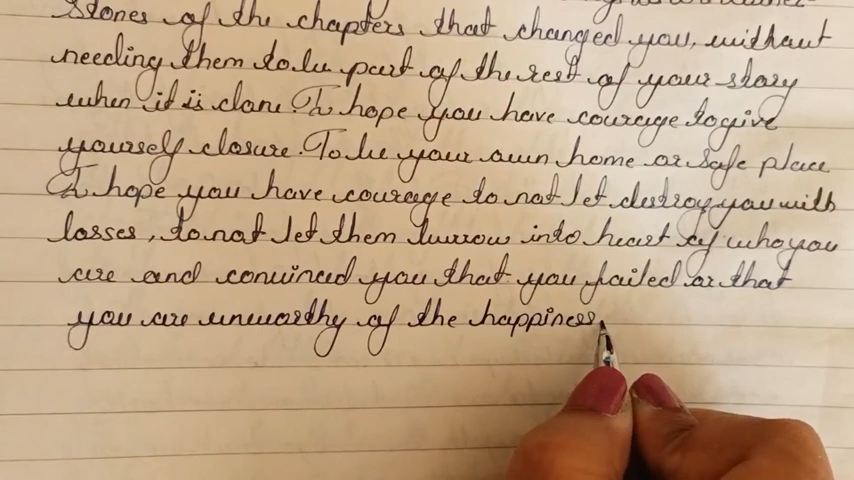 stones of the chapters that changed you, without
needing them to be part of the rest of your story
when it is done. I hope you have courage to give
yourself closure. To be your own home or safe place
I hope you have courage to not let destroy you with
losses, to not let them burrow into heart of who you
are and convinced you that you failed or that
you are unworthy of the happiness